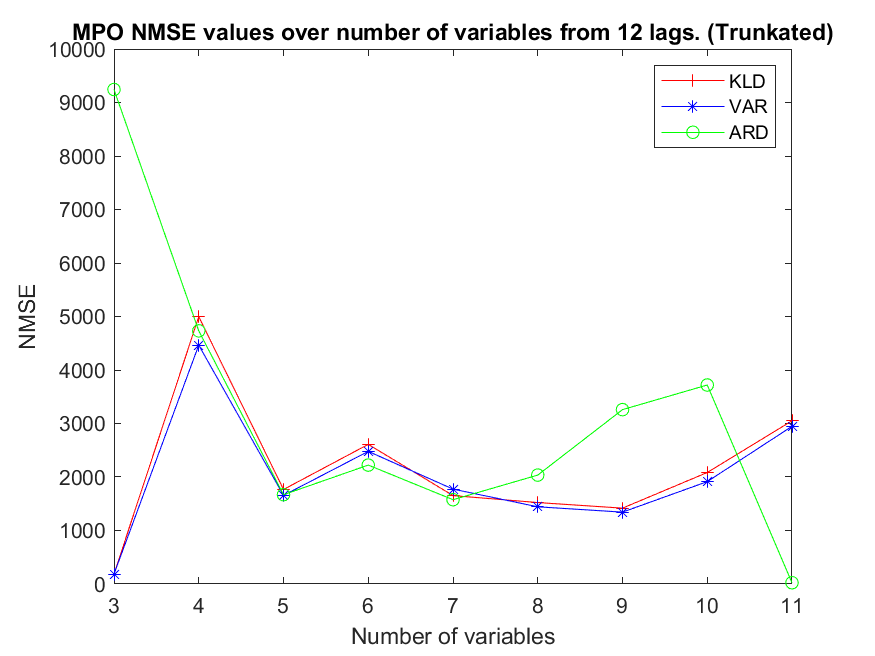 MPO NMSE values over number of variables from 12 lags. (Trunkated)
10000
9000
8000
7000
6000
5000
4000
3000
2000
1000
0
NMSE
KLD
VAR
ARD
3 4 5 6 7 8 9 10 11
Number of variables